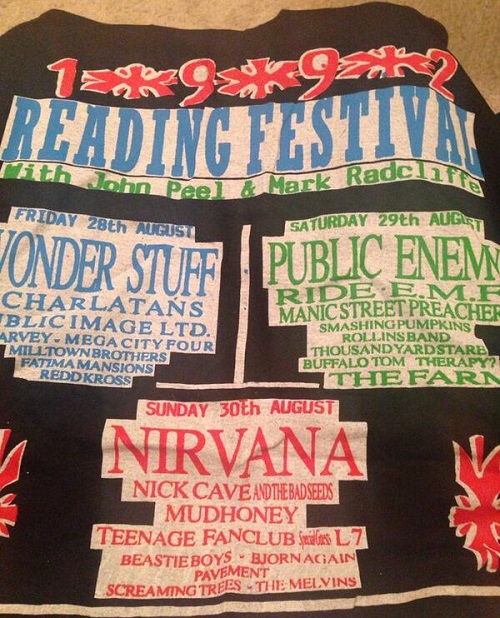 1992
READING FESTIVAL
With John Peel & Mark Radcliffe
FRIDAY 28th AUGUST
WONDER STUFF
CHARLATANS
BLIC IMAGE LTD.
ARVEY - MEGA CITY FOUR
MILLTOWN BROTHERS
FATIMA MANSIONS
REDD KROSS
SATURDAY 29th AUGUST
PUBLIC ENEMY
RIDE E.M.F
MANIC STREET PREACHER
SMASHING PUMPKINS
ROLLINS BAND
THOUSAND YARD STARE
BUFFALO TOM THERAPY?
THE FARM
SUNDAY 30th AUGUST
NIRVANA
NICK CAVE AND THE BAD SEEDS
MUDHONEY
TEENAGE FANCLUB Special Guests L7
BEASTIE BOYS - BJORN AGAIN
PAVEMENT
SCREAMING TREES - THE MELVINS